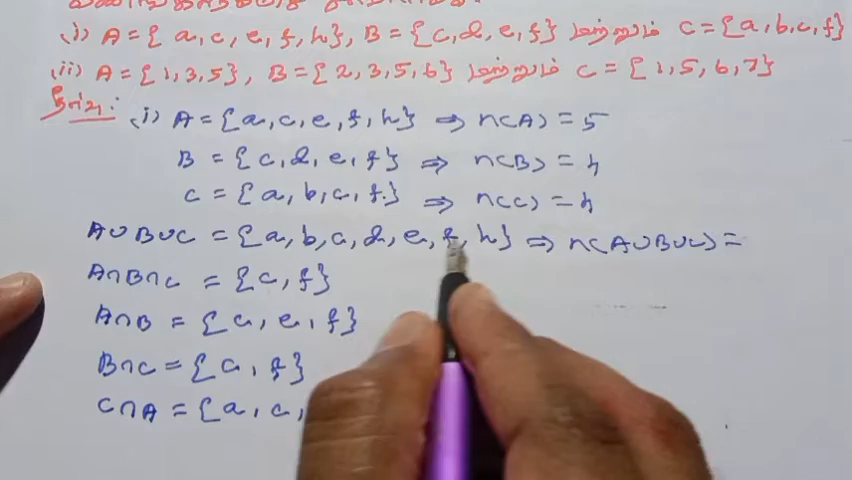 (i) A = { a, c, e, f, h }, B = { c, d, e, f } மற்றும் C = { a, b, c, f }
(ii) A = { 1, 3, 5 }, B = { 2, 3, 5, 6 } மற்றும் C = { 1, 5, 6, 7 }
தீர்வு: (i) A = { a, c, e, f, h } ⇒ n(A) = 5
B = { c, d, e, f } ⇒ n(B) = 4
C = { a, b, c, f } ⇒ n(C) = 4
A∪B∪C = { a, b, c, d, e, f, h } ⇒ n(A∪B∪C) =
A∩B∩C = { c, f }
A∩B = { c, e, f }
B∩C = { c, f }
C∩A = { a, c,